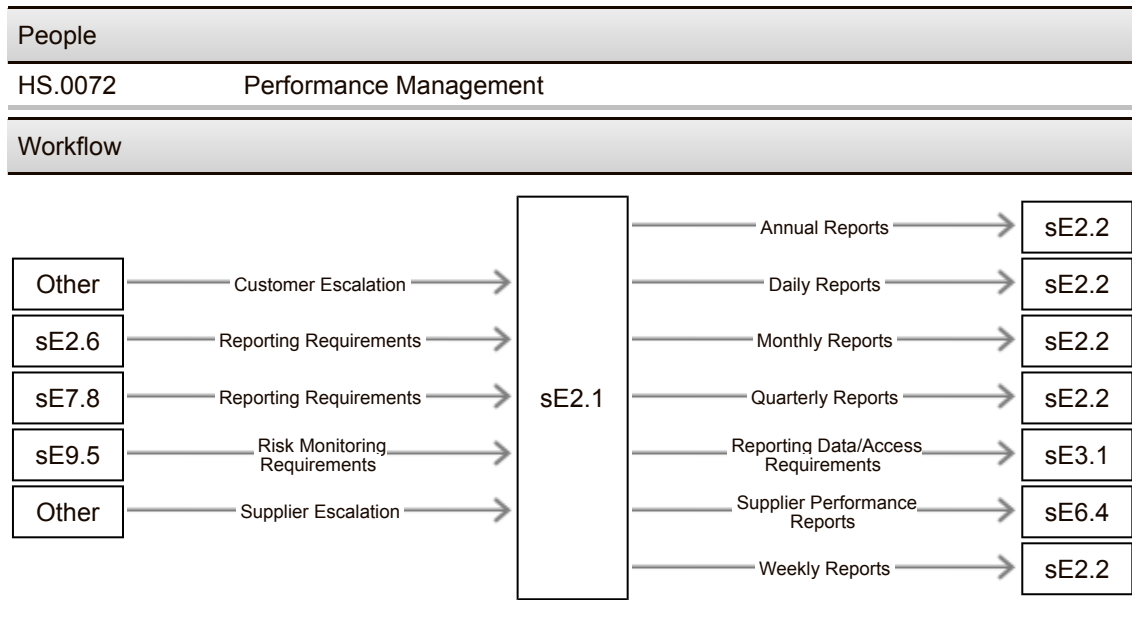 People
HS.0072 Performance Management
Workflow
Annual Reports sE2.2
Other Customer Escalation Daily Reports sE2.2
sE2.6 Reporting Requirements Monthly Reports sE2.2
sE7.8 Reporting Requirements sE2.1 Quarterly Reports sE2.2
sE9.5 Risk Monitoring
Requirements
Reporting Data/Access
Requirements
sE3.1
Other Supplier Escalation
Supplier Performance
Reports
sE6.4
Weekly Reports sE2.2